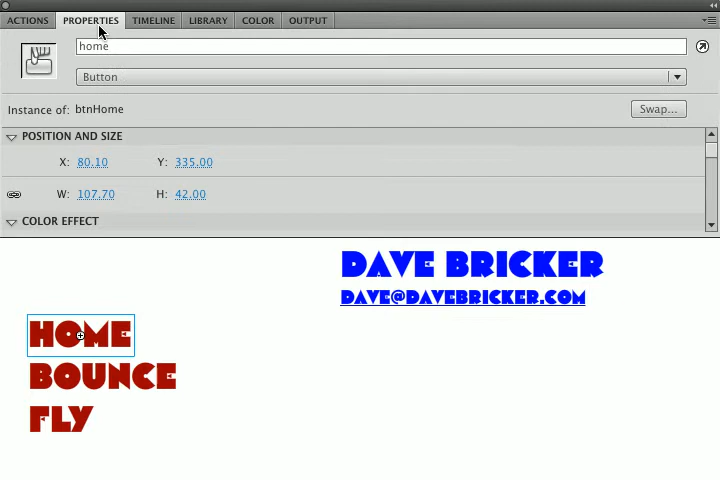 ACTIONS PROPERTIES TIMELINE LIBRARY COLOR OUTPUT
home
Button
Instance of: btnHome Swap...
POSITION AND SIZE
X: 80.10 Y: 335.00
W: 107.70 H: 42.00
COLOR EFFECT
DAVE BRICKER
DAVE@DAVEBRICKER.COM
HOME
BOUNCE
FLY